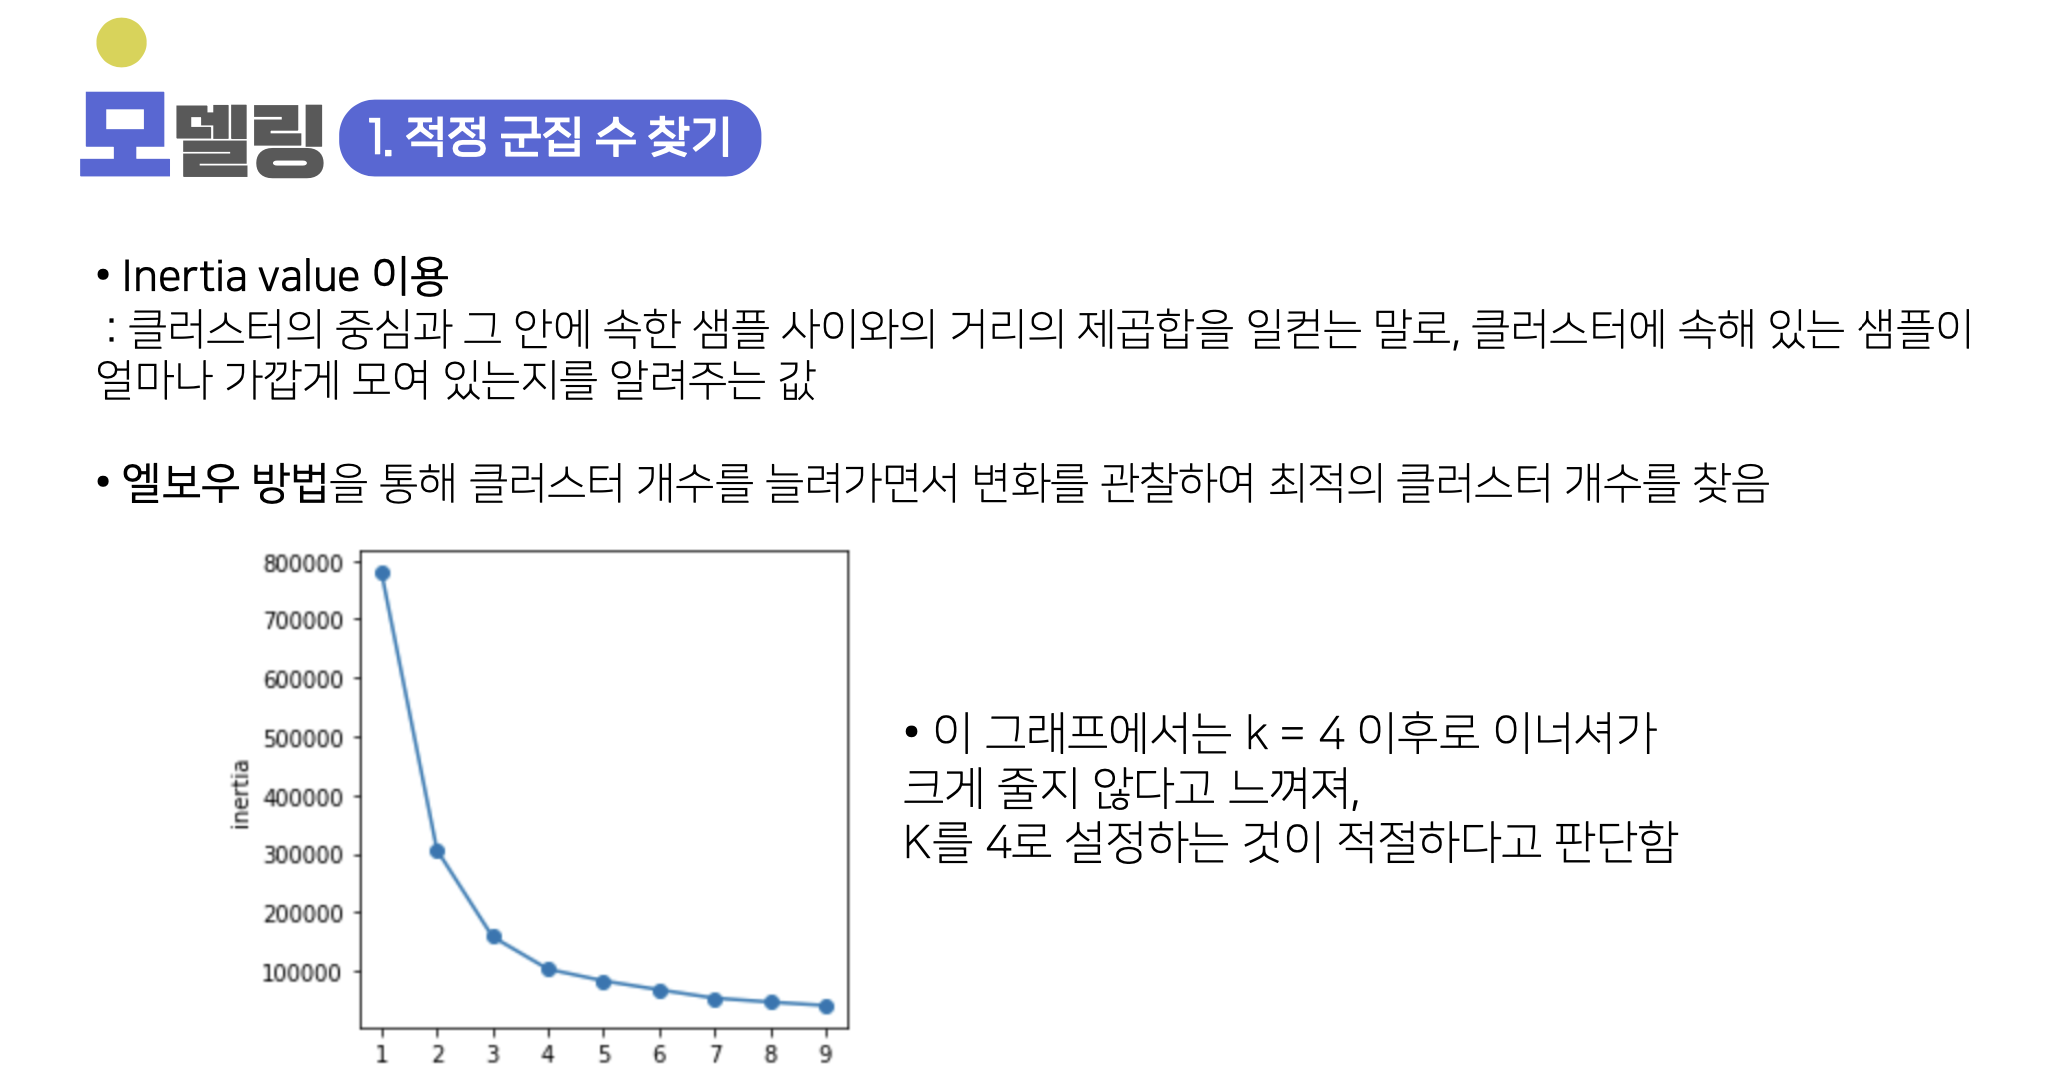 모델링 1. 적정 군집 수 찾기
• Inertia value 이용
: 클러스터의 중심과 그 안에 속한 샘플 사이와의 거리의 제곱합을 일컫는 말로, 클러스터에 속해 있는 샘플이
얼마나 가깝게 모여 있는지를 알려주는 값
• 엘보우 방법을 통해 클러스터 개수를 늘려가면서 변화를 관찰하여 최적의 클러스터 개수를 찾음
800000
700000
600000
500000
400000
300000
200000
100000
inertia
1 2 3 4 5 6 7 8 9
• 이 그래프에서는 k = 4 이후로 이너셔가
크게 줄지 않다고 느껴져,
K를 4로 설정하는 것이 적절하다고 판단함